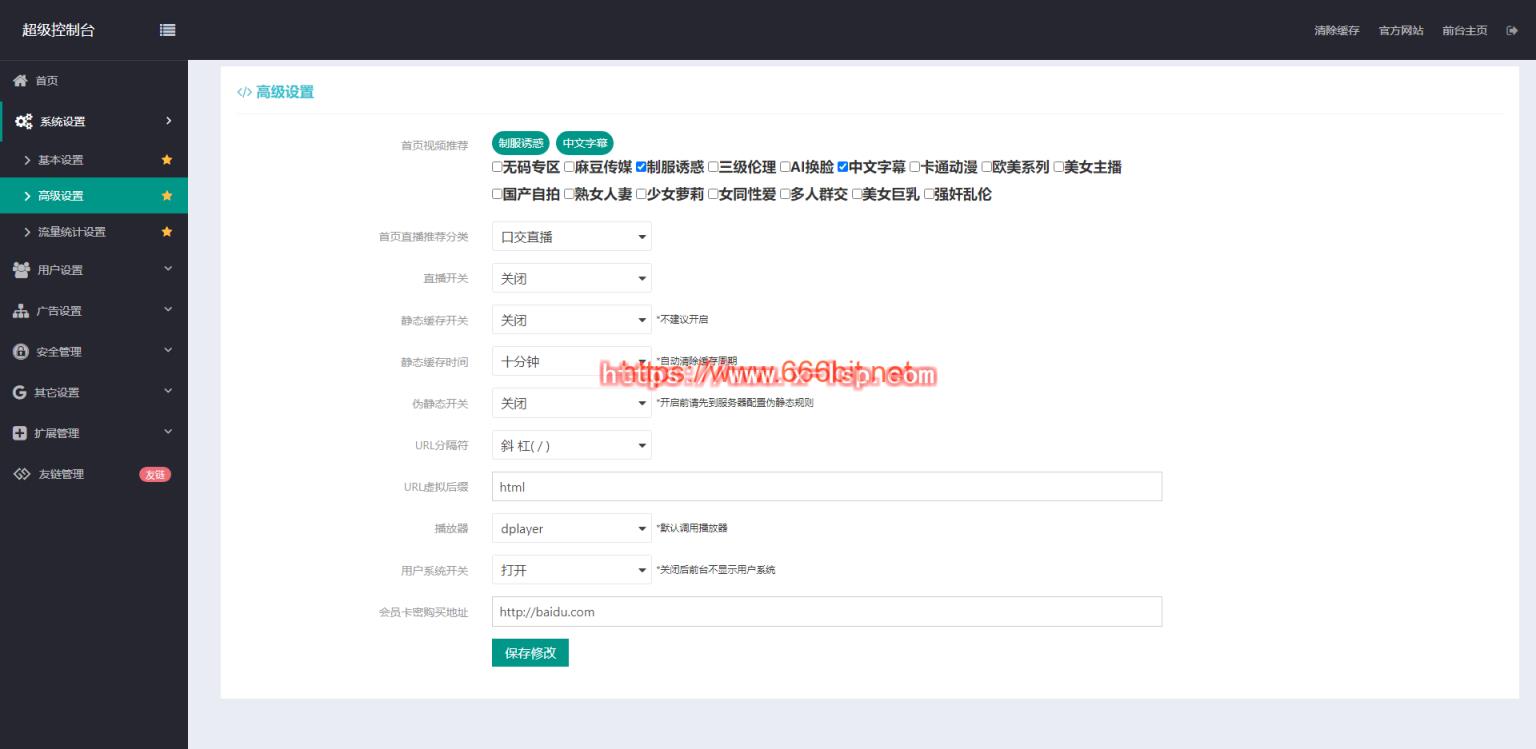 超级控制台
清除缓存 官方网站 前台主页
首页
系统设置
基本设置
高级设置
流量统计设置
用户设置
广告设置
安全管理
其它设置
扩展管理
友链管理 友链
</> 高级设置
首页视频推荐 制服诱惑 中文字幕
无码专区 麻豆传媒 制服诱惑 三级伦理 AI换脸 中文字幕 卡通动漫 欧美系列 美女主播
国产自拍 熟女人妻 少女萝莉 女同性爱 多人群交 美女巨乳 强奸乱伦
首页直播推荐分类 口交直播
直播开关 关闭
静态缓存开关 关闭 *不建议开启
静态缓存时间 十分钟 *自动清除缓存周期
伪静态开关 关闭 *开启前请先到服务器配置伪静态规则
URL分隔符 斜 杠( / )
URL虚拟后缀 html
播放器 dplayer *默认调用播放器
用户系统开关 打开 *关闭后前台不显示用户系统
会员卡密购买地址 http://baidu.com
保存修改